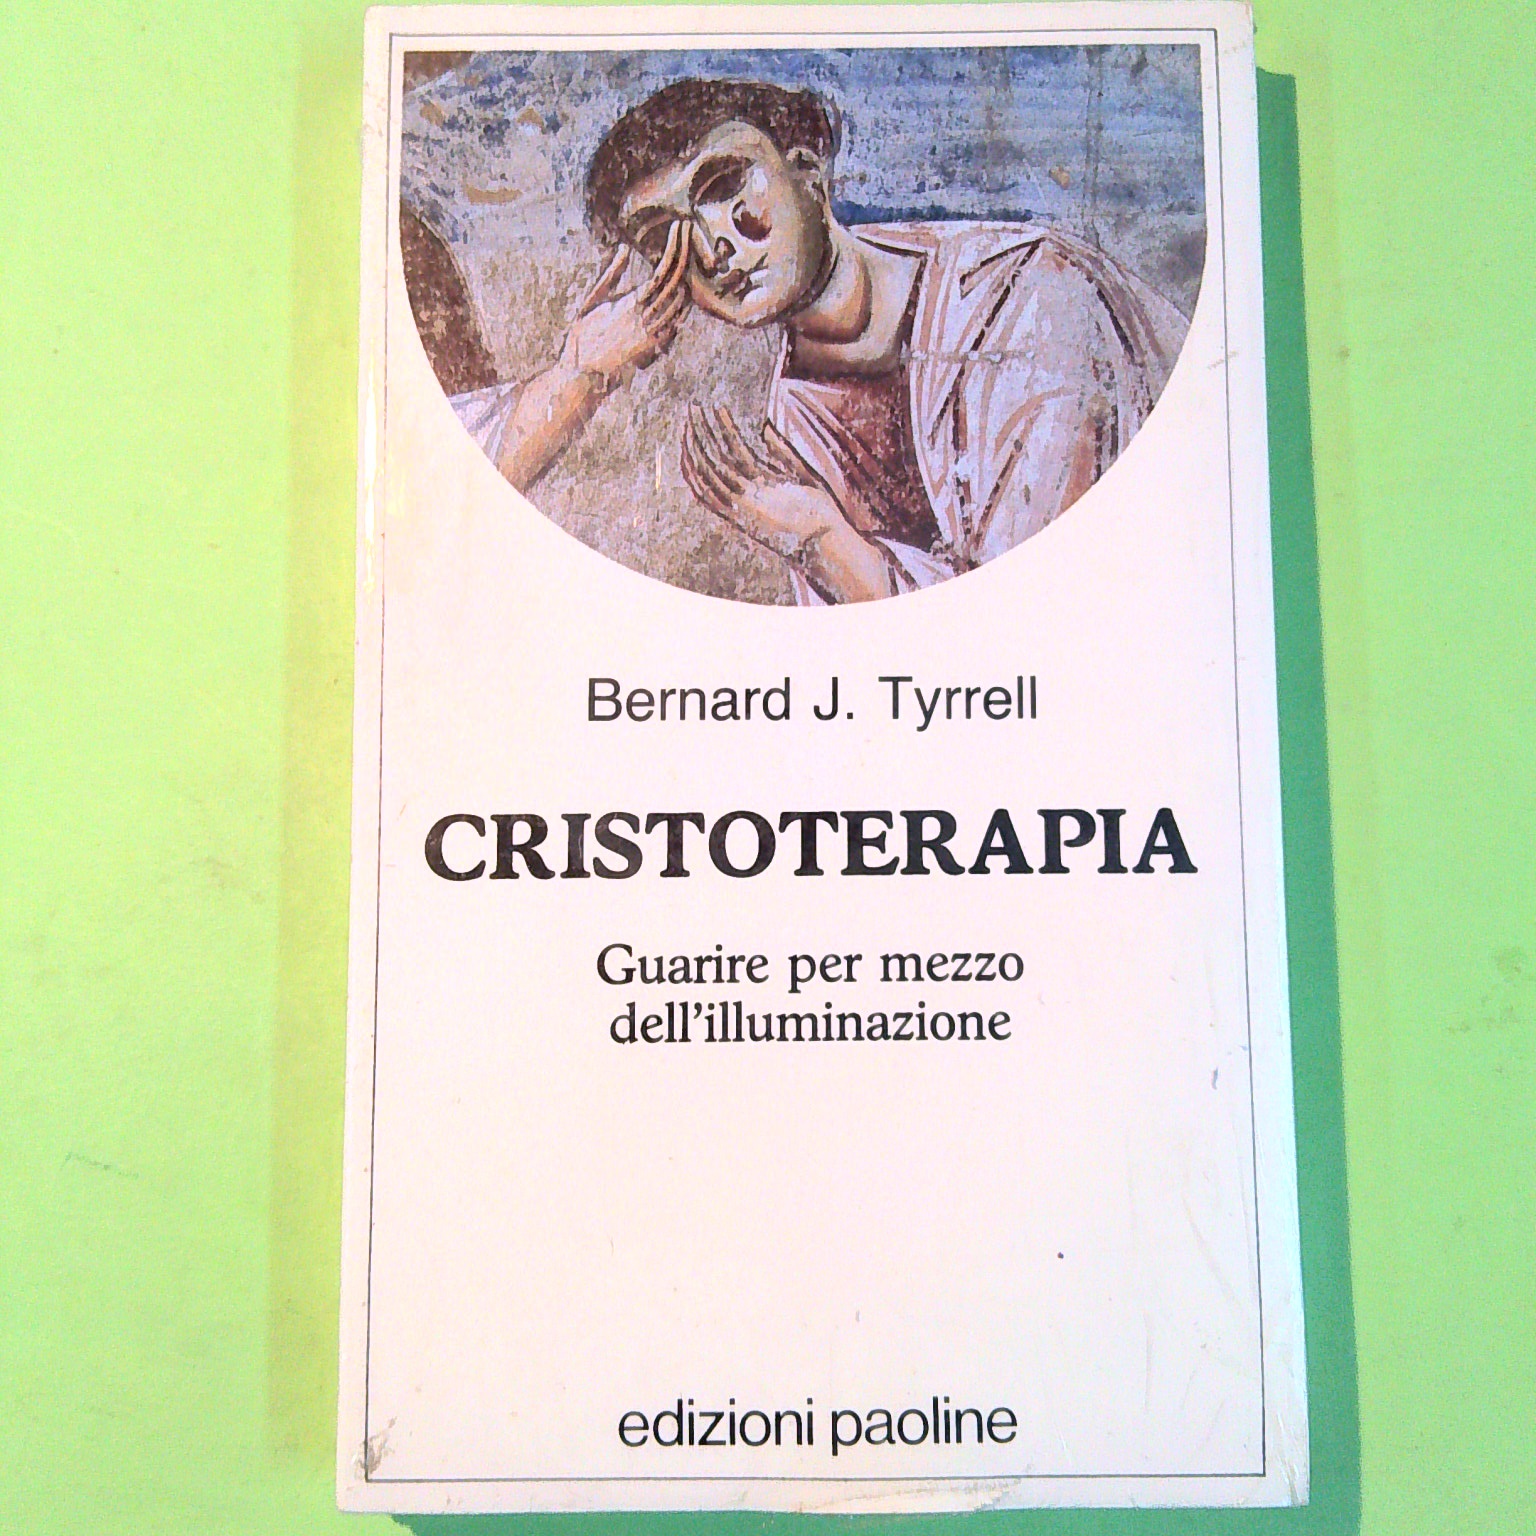 Bernard J. Tyrrell
CRISTOTERAPIA
Guarire per mezzo
dell'illuminazione
edizioni paoline